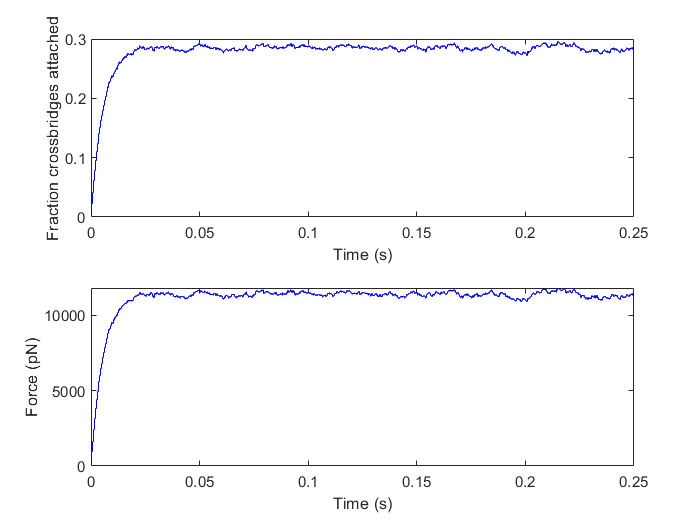 Fraction crossbridges attached
0.3
0.2
0.1
0
0 0.05 0.1 0.15 0.2 0.25
Time (s)
Force (pN)
10000
5000
0
0 0.05 0.1 0.15 0.2 0.25
Time (s)